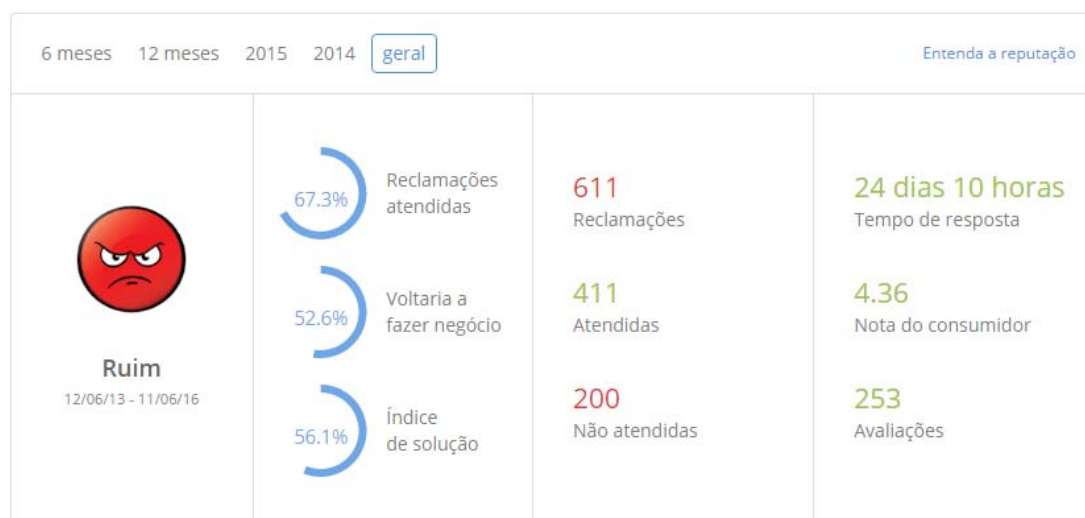 6 meses 12 meses 2015 2014 geral Entenda a reputação
Ruim
12/06/13 - 11/06/16
67.3% Reclamações
atendidas
52.6% Voltaria a
fazer negócio
56.1% Índice
de solução
611
Reclamações
411
Atendidas
200
Não atendidas
24 dias 10 horas
Tempo de resposta
4.36
Nota do consumidor
253
Avaliações